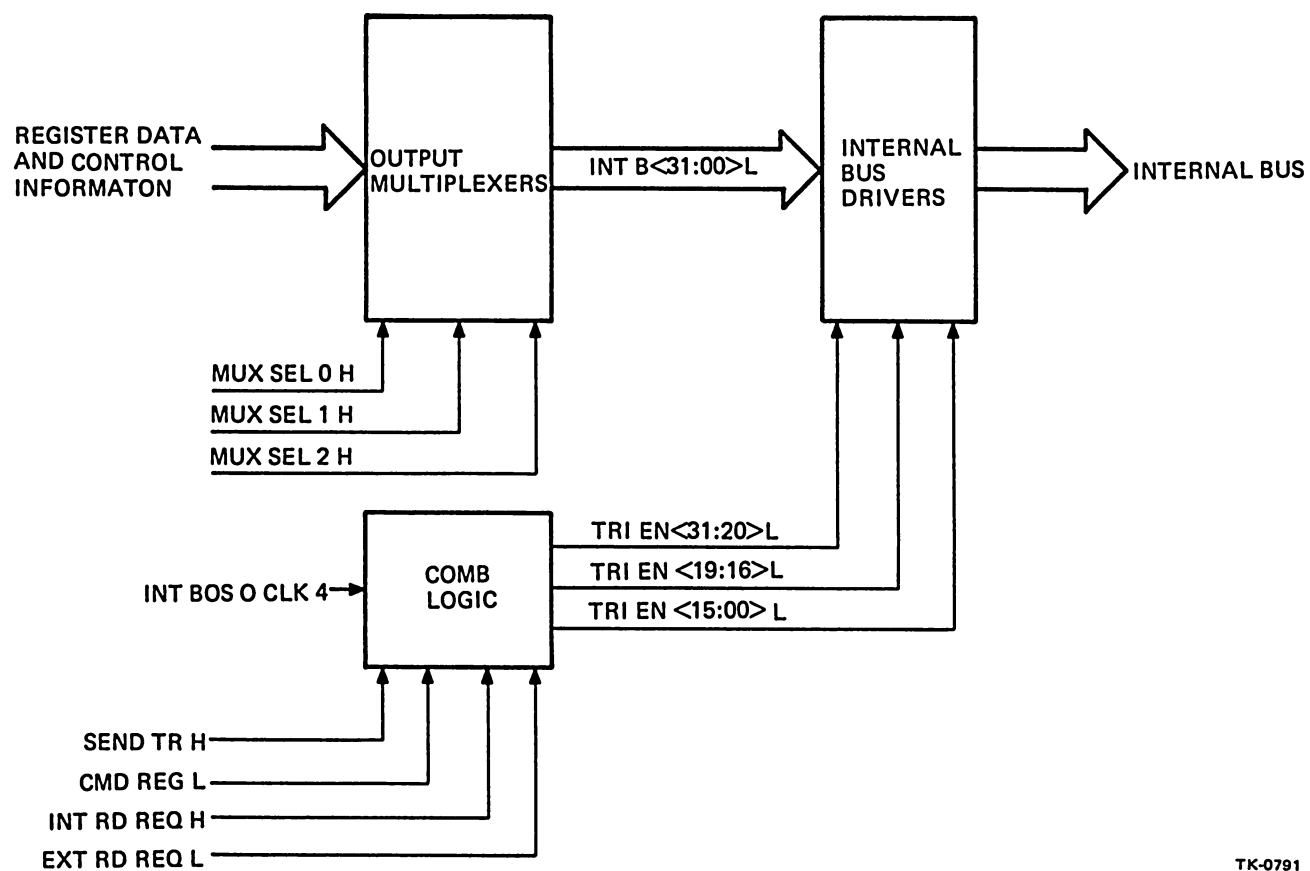 REGISTER DATA
AND CONTROL
INFORMATON
OUTPUT
MULTIPLEXERS
INT B<31:00>L
INTERNAL
BUS
DRIVERS
INTERNAL BUS
MUX SEL 0 H
MUX SEL 1 H
MUX SEL 2 H
INT BOS O CLK 4
COMB
LOGIC
TRI EN<31:20>L
TRI EN <19:16>L
TRI EN <15:00> L
SEND TR H
CMD REG L
INT RD REQ H
EXT RD REQ L
TK-0791